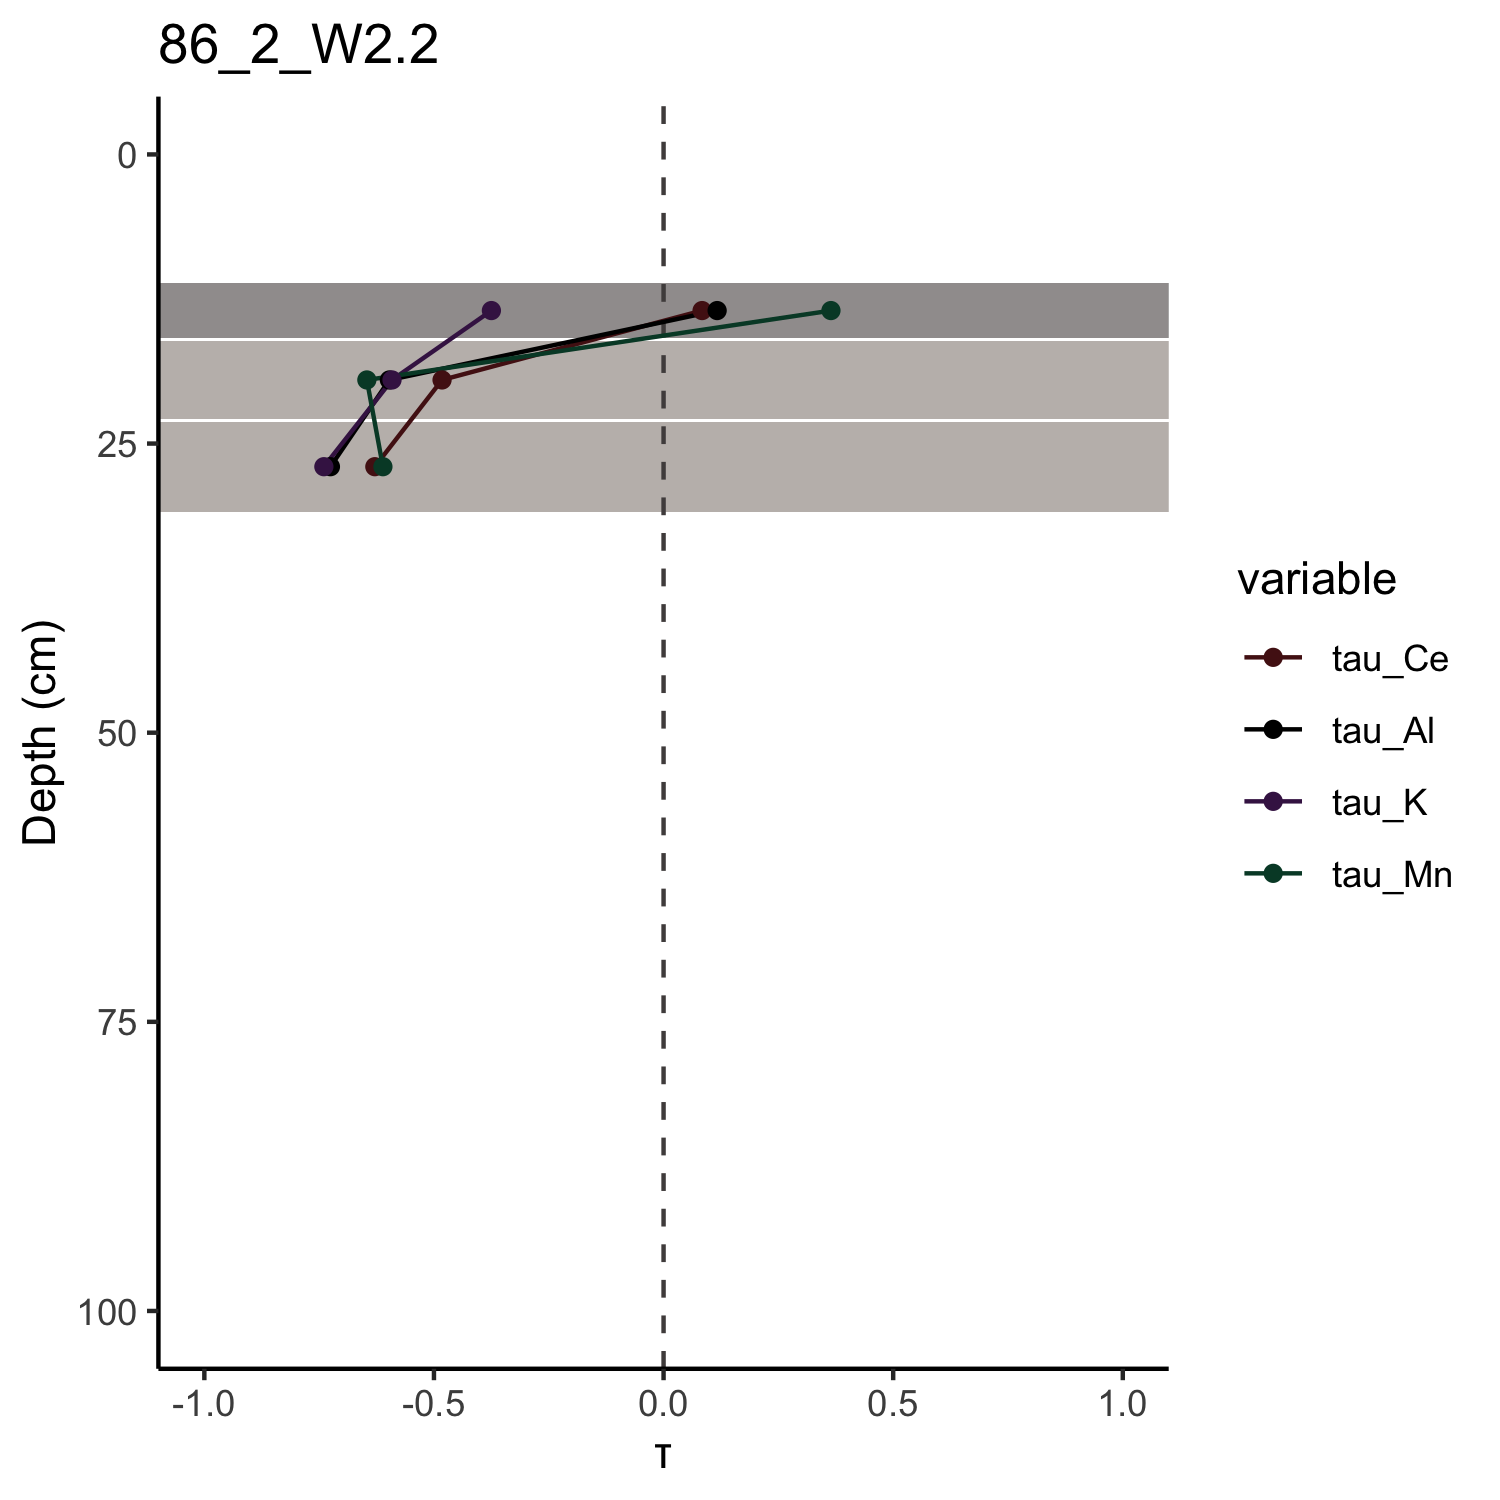 86_2_W2.2
0
25
50
75
100
Depth (cm)
-1.0 -0.5 0.0 0.5 1.0
τ
variable
tau_Ce
tau_Al
tau_K
tau_Mn